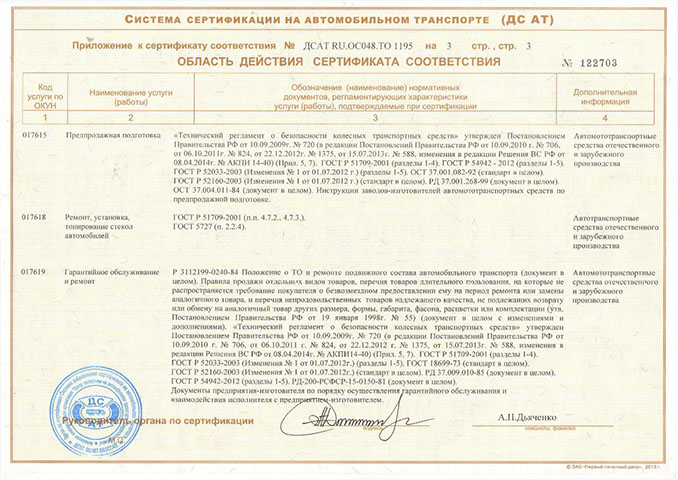 Система сертификации на автомобильном транспорте (ДС АТ)
Приложение к сертификату соответствия № ДСАТ RU.ОС048.ТО 1195 на 3 стр., стр. 3
ОБЛАСТЬ ДЕЙСТВИЯ СЕРТИФИКАТА СООТВЕТСТВИЯ
№ 122703
Код услуги по ОКУН
Наименование услуги (работы)
Обозначение (наименование) нормативных документов, регламентирующих характеристики услуги (работы), подтверждаемые при сертификации
Дополнительная информация
1 2 3 4
017615 Предпродажная подготовка
«Технический регламент о безопасности колесных транспортных средств» утвержден Постановлением
Правительства РФ от 10.09.2009г. № 720 (в редакции Постановлений Правительства РФ от 10.09.2010 г. № 706,
от 06.10.2011г. № 824, от 22.12.2012г. № 1375, от 15.07.2013г. № 588, изменения в редакции Решения ВС РФ от
08.04.2014г. № АКПИ14-40) (Прил. 5, 7). ГОСТ Р 51709-2001 (разделы 1-4). ГОСТ Р 54942 - 2012 (разделы 1-5).
ГОСТ Р 52033-2003 (Изменения № 1 от 01.07.2012 г.) (разделы 1-5). ОСТ 37.001.082-92 (стандарт в целом).
ГОСТ Р 52160-2003 (Изменения № 1 от 01.07.2012 г.) (стандарт в целом). РД 37.001.268-99 (документ в целом).
ОСТ 37.004.011-84 (документ в целом). Инструкции заводов-изготовителей автомототранспортных средств по
предпродажной подготовке.
Автомототранспортные
средства отечественного
и зарубежного
производства
017618 Ремонт, установка,
тонирование стекол
автомобилей
ГОСТ Р 51709-2001 (п.п. 4.7.2., 4.7.3.).
ГОСТ 5727 (п. 2.2.4).
Автотранспортные
средства отечественного
и зарубежного
производства
017619 Гарантийное обслуживание
и ремонт
Р 3112199-0240-84 Положение о ТО и ремонте подвижного состава автомобильного транспорта (документ в
целом). Правила продажи отдельных видов товаров, перечня товаров длительного пользования, на которые не
распространяется требование покупателя о безвозмездном предоставлении ему на период ремонта или замены
аналогичного товара, и перечня непродовольственных товаров надлежащего качества, не подлежащих возврату
или обмену на аналогичный товар других размера, формы, габарита, фасона, расцветки или комплектации (утв.
Постановлением Правительства РФ от 19 января 1998г. № 55) (документ в целом с изменениями и
дополнениями). «Технический регламент о безопасности колесных транспортных средств» утвержден
Постановлением Правительства РФ от 10.09.2009г. № 720 (в редакции Постановлений Правительства РФ от
10.09.2010 г. № 706, от 06.10.2011 г. № 824, от 22.12.2012 г. № 1375, от 15.07.2013г. № 588, изменения в
редакции Решения ВС РФ от 08.04.2014г. № АКПИ14-40) (Прил. 5, 7). ГОСТ Р 51709-2001 (разделы 1-4).
ГОСТ Р 52033-2003 (Изменения № 1 от 01.07.2012г.) (разделы 1-5). ГОСТ 18699-73 (стандарт в целом).
ГОСТ Р 52160-2003 (Изменения № 1 от 01.07.2012г.) (стандарт в целом). РД 37.009.010-85 (документ в целом).
ГОСТ Р 54942-2012 (разделы 1-5). РД-200-РСФСР-15-0150-81 (документ в целом).
Документы предприятия-изготовителя по порядку осуществления гарантийного обслуживания и
взаимодействия исполнителя с предприятием-изготовителем.
Автомототранспортные
средства отечественного
и зарубежного
производства
ДС
АТ
Руководитель органа по сертификации
М.П.
подпись
А.П.Дьяченко
инициалы, фамилия
© ЗАО «Первый печатный двор», 2013 г.